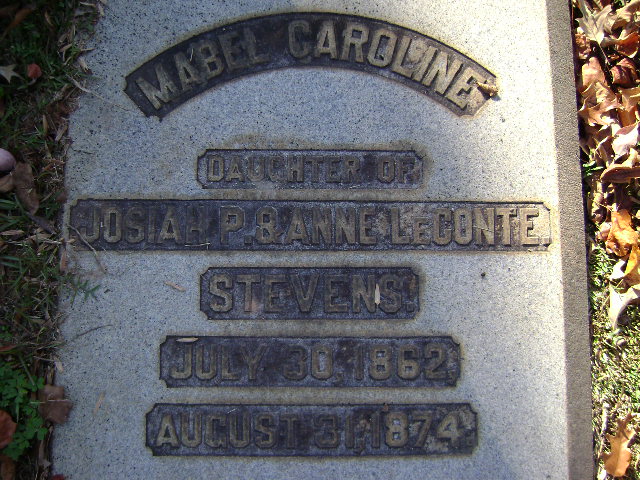 MABEL CAROLINE
DAUGHTER OF
JOSIAH P. & ANNE LECONTE
STEVENS.
JULY 30, 1862
AUGUST 31, 1874